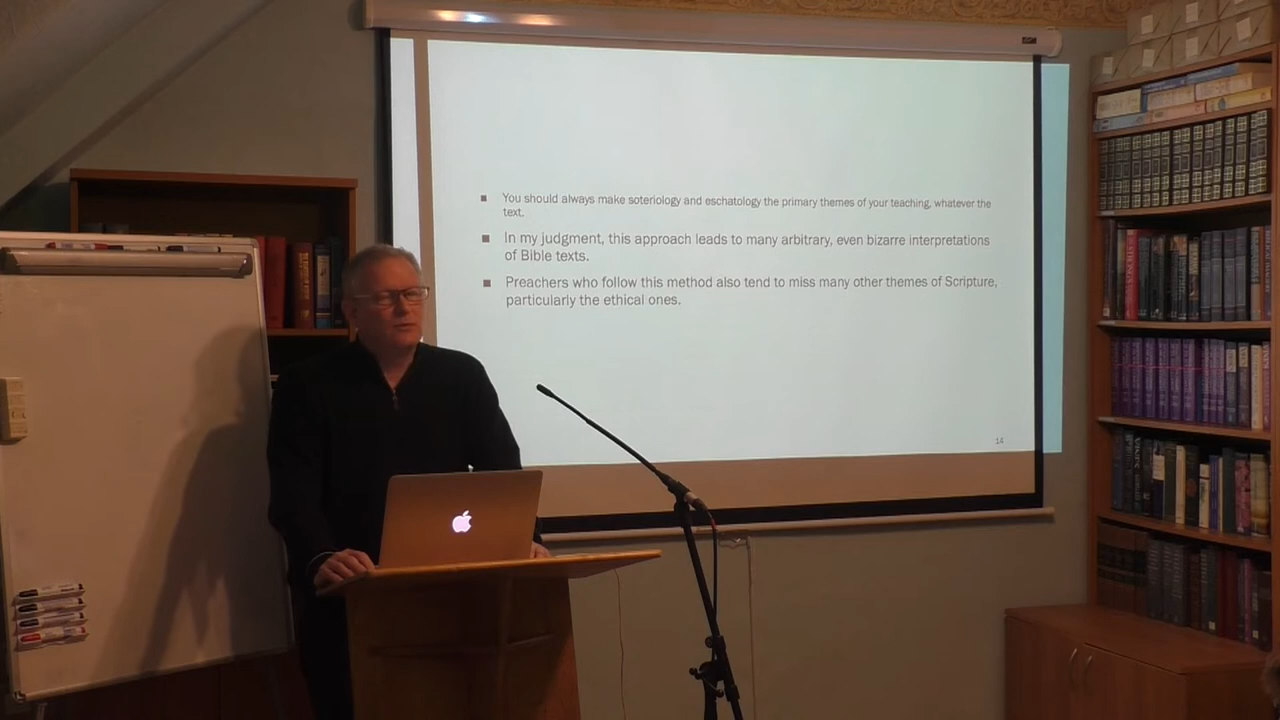 You should always make soteriology and eschatology the primary themes of your teaching, whatever the
text.
In my judgment, this approach leads to many arbitrary, even bizarre interpretations
of Bible texts.
Preachers who follow this method also tend to miss many other themes of Scripture,
particularly the ethical ones.
14